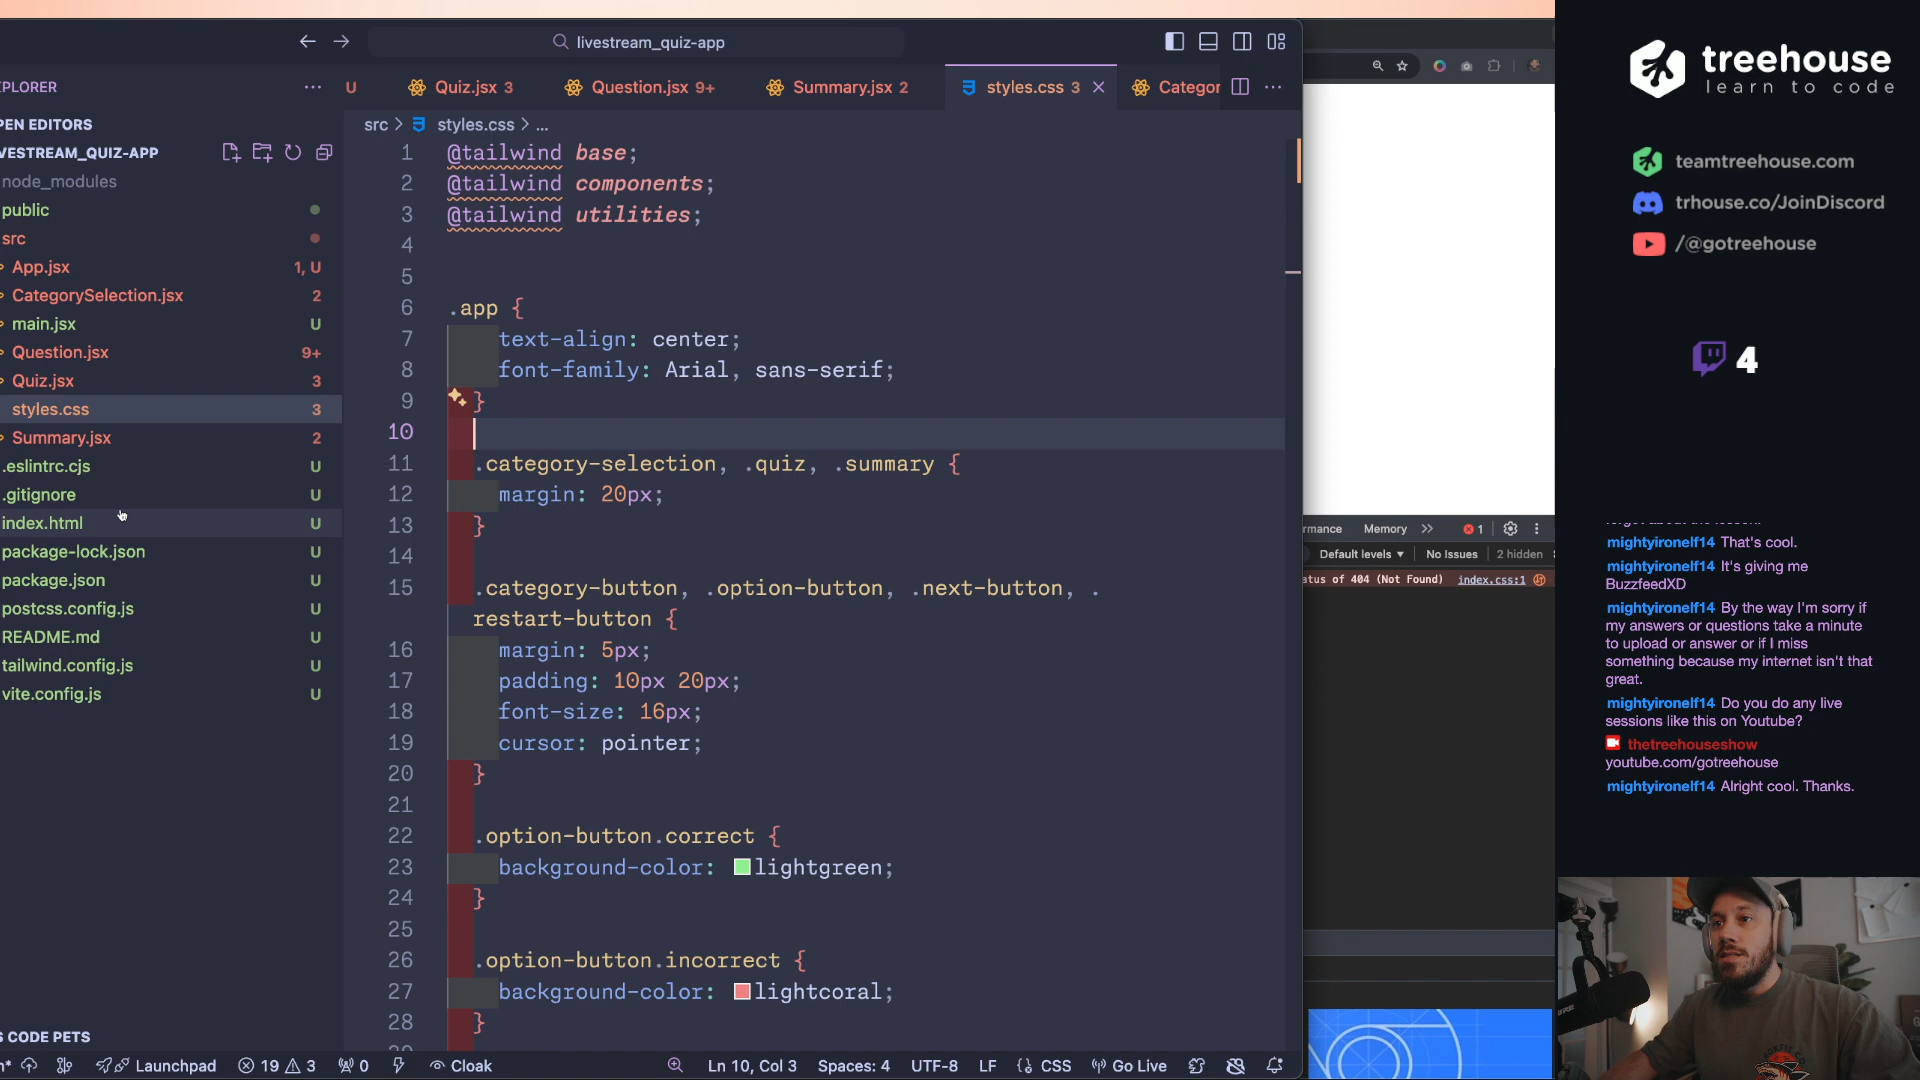 livestream_quiz-app
treehouse
learn to code
teamtreehouse.com
trhouse.co/JoinDiscord
/@gotreehouse
4
PLORER
U
Quiz.jsx 3
Question.jsx 9+
Summary.jsx 2
styles.css 3
Categor
PEN EDITORS
VESTREAM_QUIZ-APP
node_modules
public
src
App.jsx 1, U
CategorySelection.jsx 2
main.jsx U
Question.jsx 9+
Quiz.jsx 3
styles.css 3
Summary.jsx 2
.eslintrc.cjs U
.gitignore U
index.html U
package-lock.json U
package.json U
postcss.config.js U
README.md U
tailwind.config.js U
vite.config.js U
S CODE PETS
src > styles.css > ...
1 @tailwind base;
2 @tailwind components;
3 @tailwind utilities;
4
5
6 .app {
7 text-align: center;
8 font-family: Arial, sans-serif;
9 }
10
11 .category-selection, .quiz, .summary {
12 margin: 20px;
13 }
14
15 .category-button, .option-button, .next-button, .
restart-button {
16 margin: 5px;
17 padding: 10px 20px;
18 font-size: 16px;
19 cursor: pointer;
20 }
21
22 .option-button.correct {
23 background-color: lightgreen;
24 }
25
26 .option-button.incorrect {
27 background-color: lightcoral;
28 }
rmance Memory 1
Default levels No Issues 2 hidden
atus of 404 (Not Found) index.css:1
mightyironelf14 That's cool.
mightyironelf14 It's giving me
BuzzfeedXD
mightyironelf14 By the way I'm sorry if
my answers or questions take a minute
to upload or answer or if I miss
something because my internet isn't that
great.
mightyironelf14 Do you do any live
sessions like this on Youtube?
thetreehouseshow
youtube.com/gotreehouse
mightyironelf14 Alright cool. Thanks.
Launchpad 19 3 0 Cloak Ln 10, Col 3 Spaces: 4 UTF-8 LF {} CSS Go Live